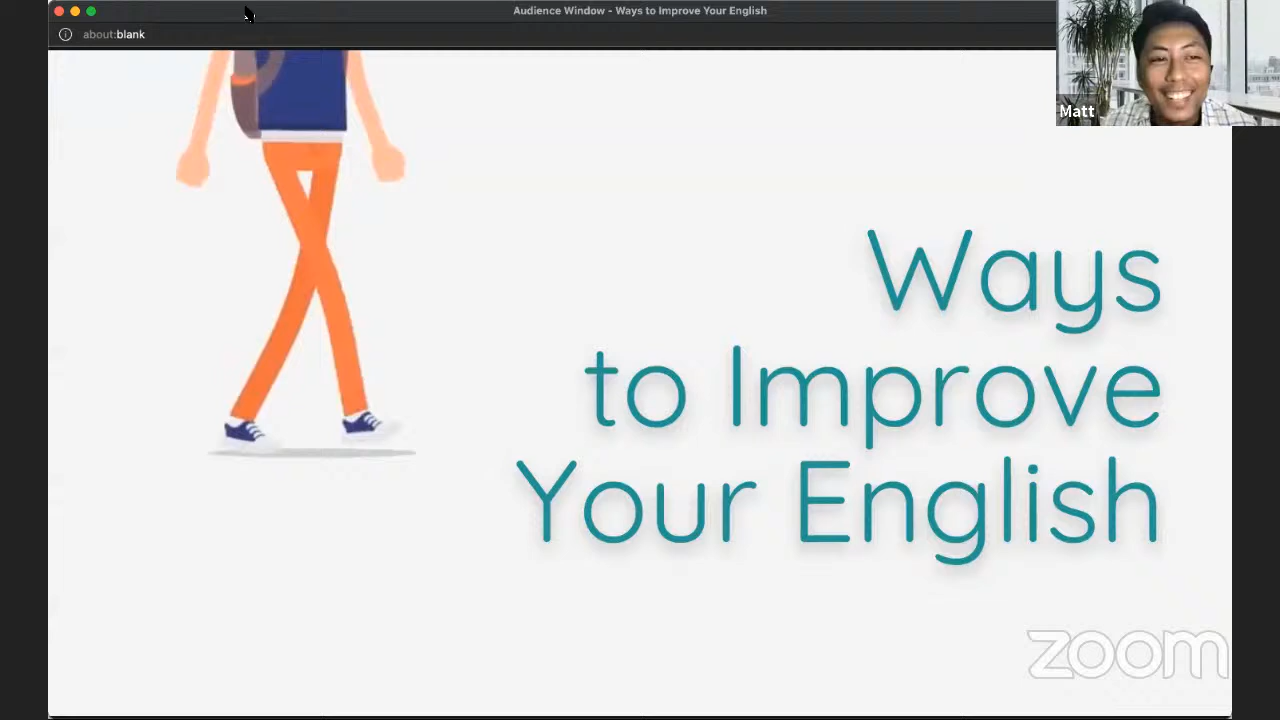 Audience Window - Ways to Improve Your English
about:blank
Matt
Ways
to Improve
Your English
zoom